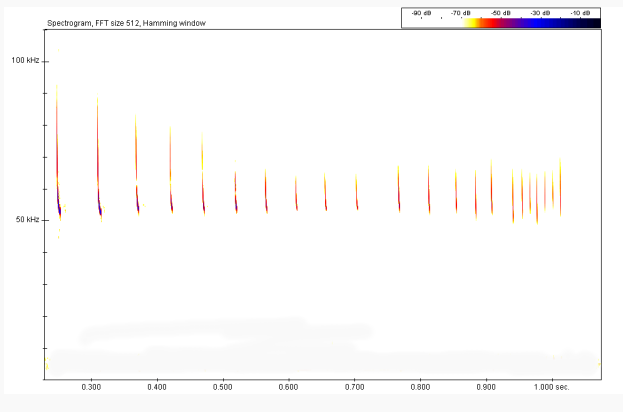 -90 dB -70 dB -50 dB -30 dB -10 dB
Spectrogram, FFT size 512, Hamming window
100 kHz
50 kHz
0.300 0.400 0.500 0.600 0.700 0.800 0.900 1.000 sec.